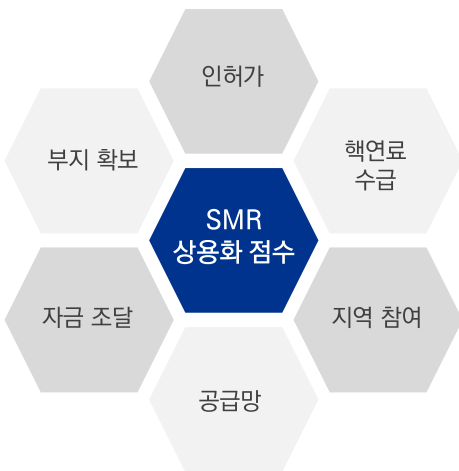 인허가
부지 확보
핵연료
수급
SMR
상용화 점수
자금 조달
지역 참여
공급망